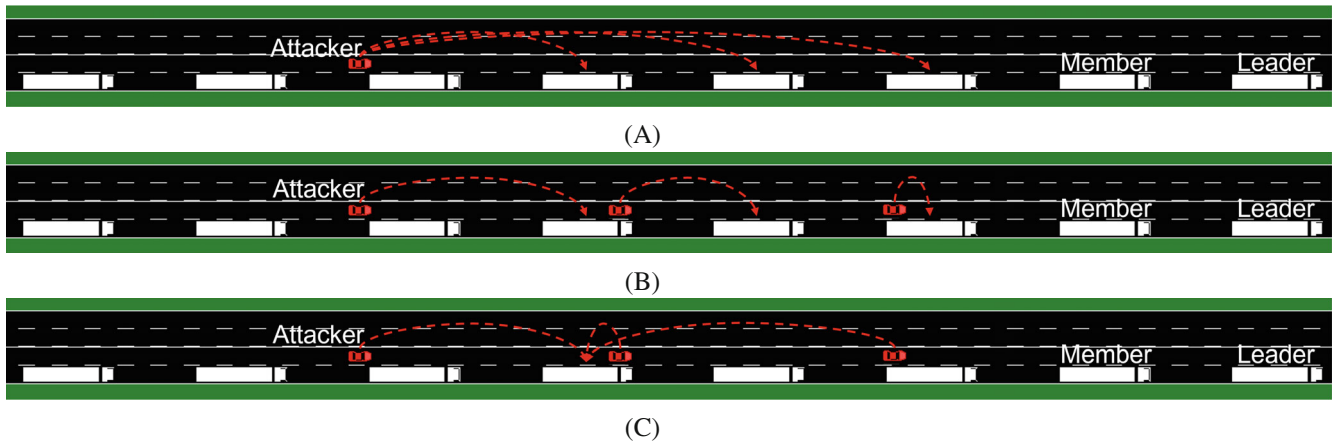 Attacker
Member Leader
(A)
Attacker
Member Leader
(B)
Attacker
Member Leader
(C)